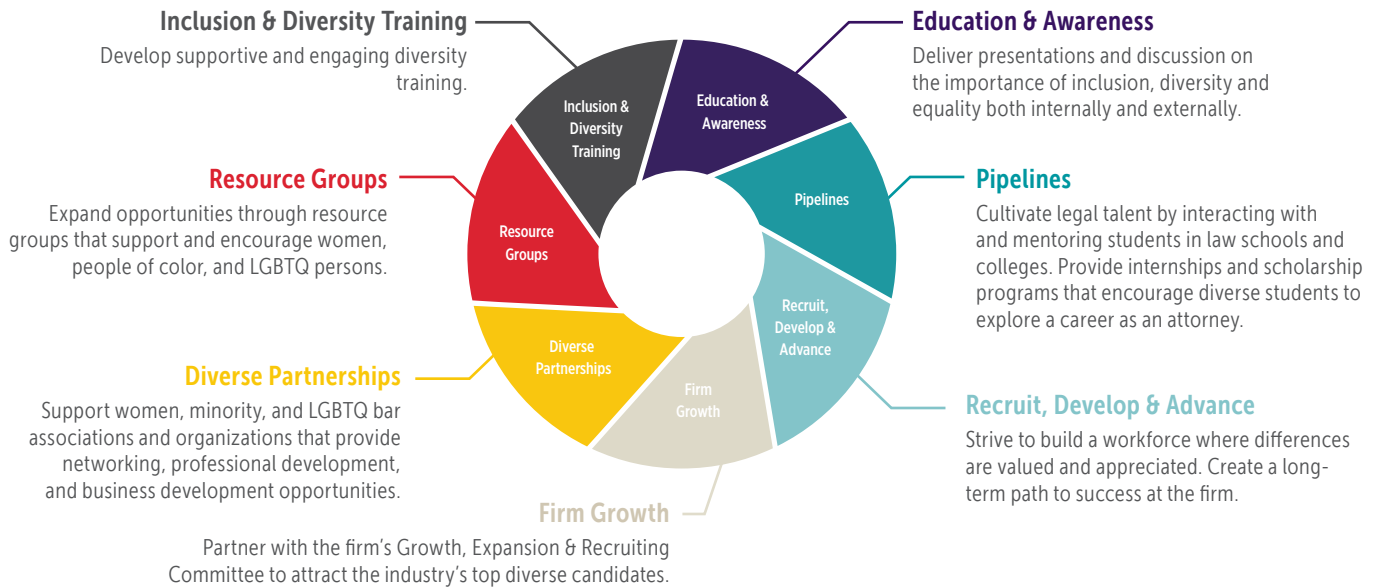 Inclusion & Diversity Training
Develop supportive and engaging diversity
training.
Education & Awareness
Deliver presentations and discussion on
the importance of inclusion, diversity and
equality both internally and externally.
Resource Groups
Expand opportunities through resource
groups that support and encourage women,
people of color, and LGBTQ persons.
Pipelines
Cultivate legal talent by interacting with
and mentoring students in law schools and
colleges. Provide internships and scholarship
programs that encourage diverse students to
explore a career as an attorney.
Diverse Partnerships
Support women, minority, and LGBTQ bar
associations and organizations that provide
networking, professional development,
and business development opportunities.
Recruit, Develop & Advance
Strive to build a workforce where differences
are valued and appreciated. Create a long-
term path to success at the firm.
Firm Growth
Partner with the firm's Growth, Expansion & Recruiting
Committee to attract the industry's top diverse candidates.
Inclusion &
Diversity
Training
Education &
Awareness
Pipelines
Recruit,
Develop &
Advance
Firm
Growth
Diverse
Partnerships
Resource
Groups